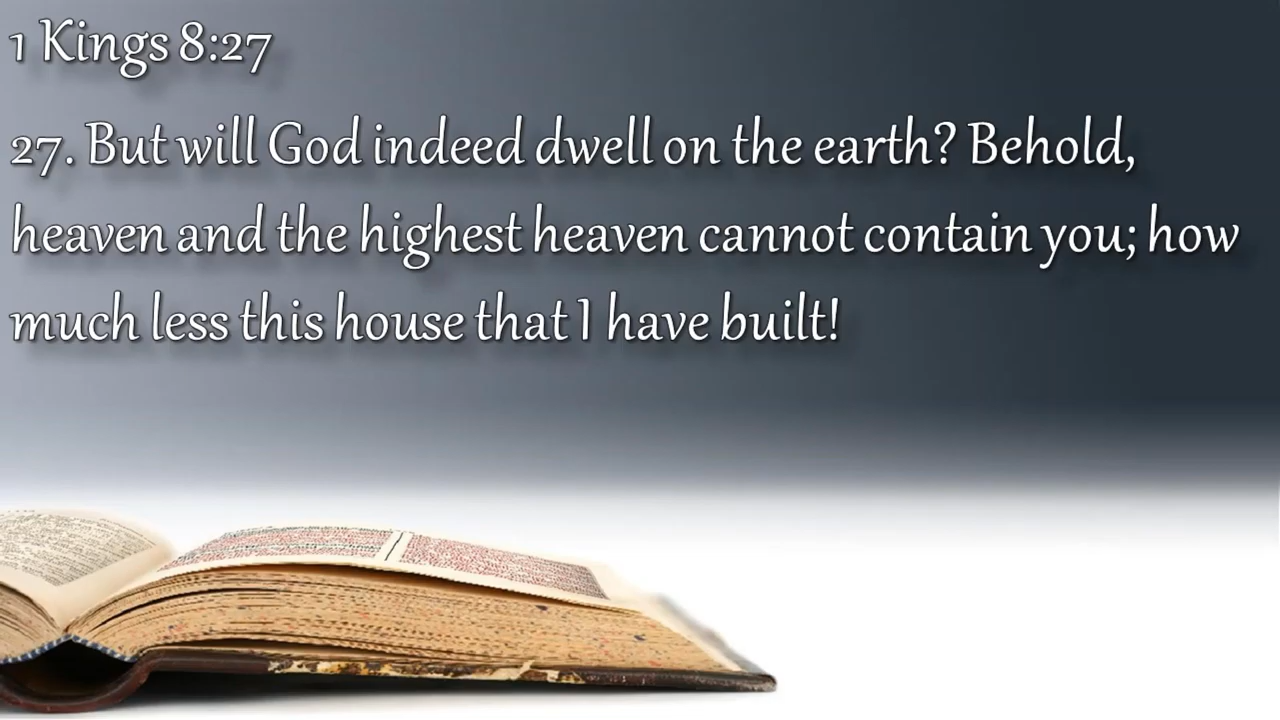 1 Kings 8:27
27. But will God indeed dwell on the earth? Behold,
heaven and the highest heaven cannot contain you; how
much less this house that I have built!